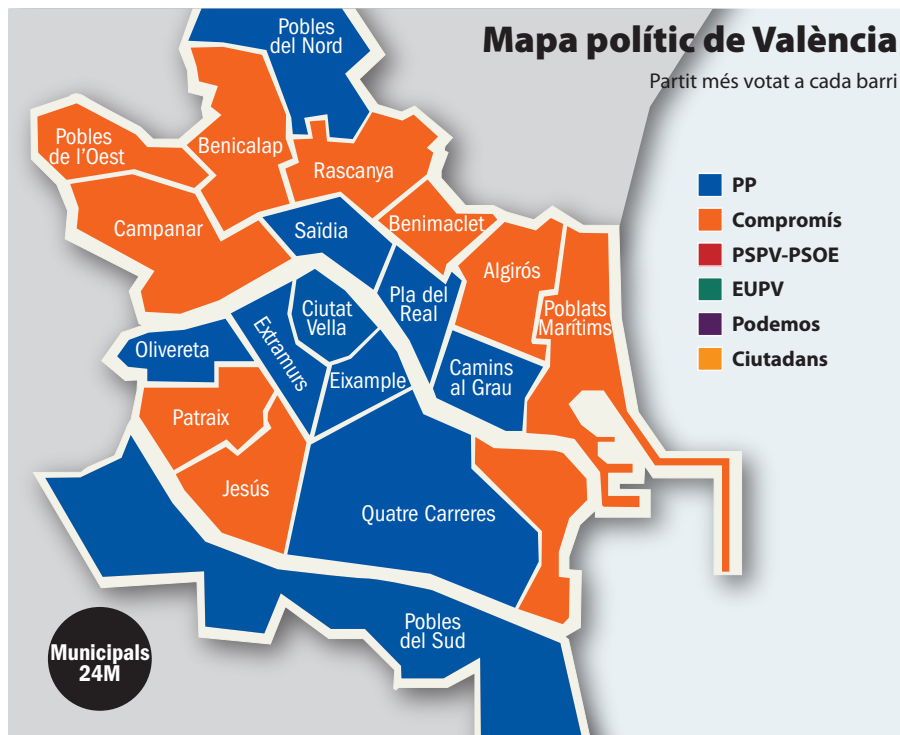 Mapa polític de València
Partit més votat a cada barri
Pobles
del Nord
Pobles
de l'Oest
Benicalap
Rascanya
Campanar
Saïdia
Benimaclet
Algirós
Pla del
Real
Poblats
Marítims
Ciutat
Vella
Extramurs
Olivereta
Eixample
Camins
al Grau
Patraix
Jesús
Quatre Carreres
Pobles
del Sud
PP
Compromís
PSPV-PSOE
EUPV
Podemos
Ciutadans
Municipals
24M